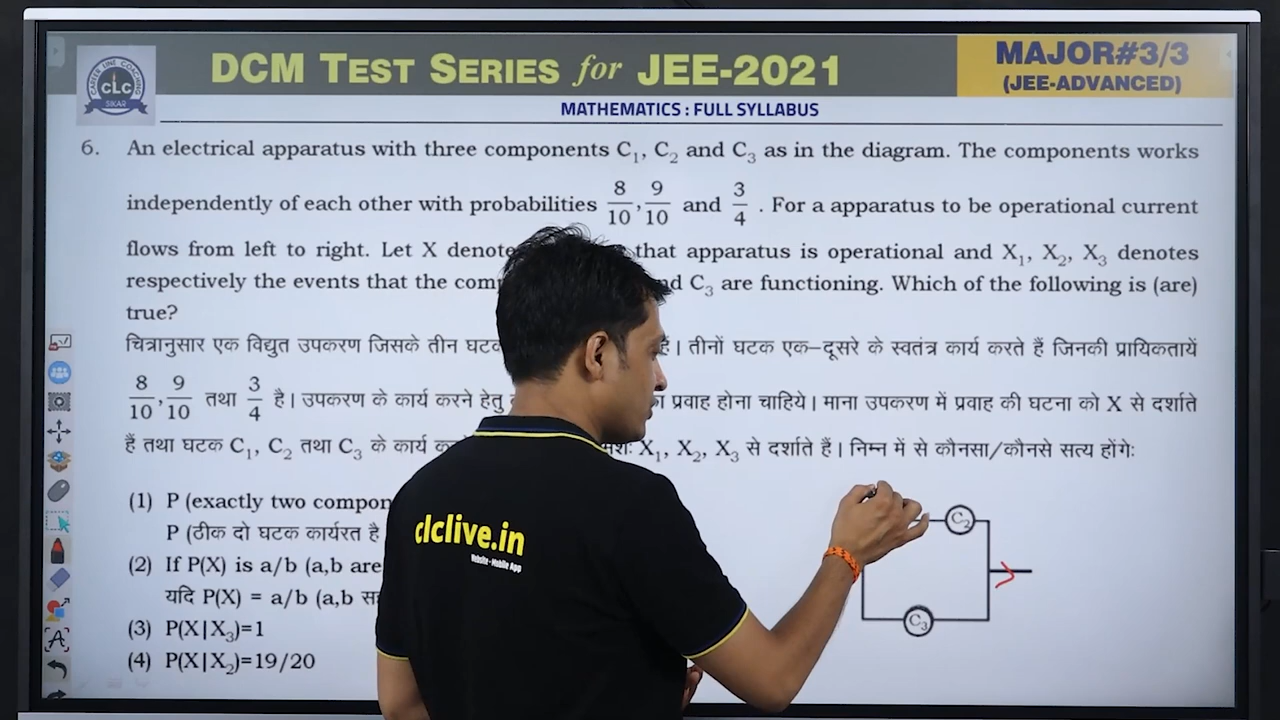 CAREER LINE COACHING
CLC
SIKAR
DCM TEST SERIES for JEE-2021
MAJOR#3/3
(JEE-ADVANCED)
MATHEMATICS : FULL SYLLABUS
6. An electrical apparatus with three components C₁, C₂ and C₃ as in the diagram. The components works
independently of each other with probabilities 8/10, 9/10 and 3/4 . For a apparatus to be operational current
flows from left to right. Let X denote that apparatus is operational and X₁, X₂, X₃ denotes
respectively the events that the com C₃ are functioning. Which of the following is (are)
true?
चित्रानुसार एक विद्युत उपकरण जिसके तीन घटक है। तीनों घटक एक–दूसरे के स्वतंत्र कार्य करते हैं जिनकी प्रायिकतायें
8/10, 9/10 तथा 3/4 है। उपकरण के कार्य करने हेतु प्रवाह होना चाहिये। माना उपकरण में प्रवाह की घटना को X से दर्शाते
हैं तथा घटक C₁, C₂ तथा C₃ के कार्य X₁, X₂, X₃ से दर्शाते हैं। निम्न में से कौनसा/कौनसे सत्य होंगेः
(1) P (exactly two compon
P (ठीक दो घटक कार्यरत है
(2) If P(X) is a/b (a,b are
यदि P(X) = a/b (a,b
(3) P(X|X₃)=1
(4) P(X|X₂)=19/20
C₂
C₃
clclive.in
Website - Mobile App